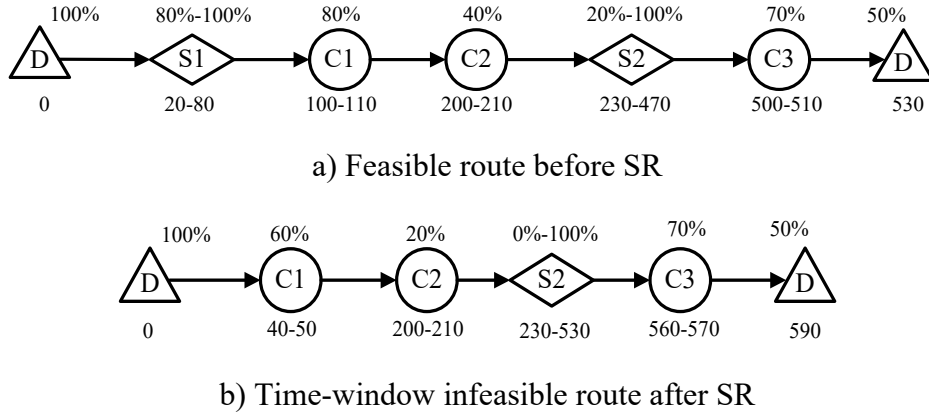 100% 80%-100% 80% 40% 20%-100% 70% 50%
D S1 C1 C2 S2 C3 D
0 20-80 100-110 200-210 230-470 500-510 530
a) Feasible route before SR
100% 60% 20% 0%-100% 70% 50%
D C1 C2 S2 C3 D
0 40-50 200-210 230-530 560-570 590
b) Time-window infeasible route after SR